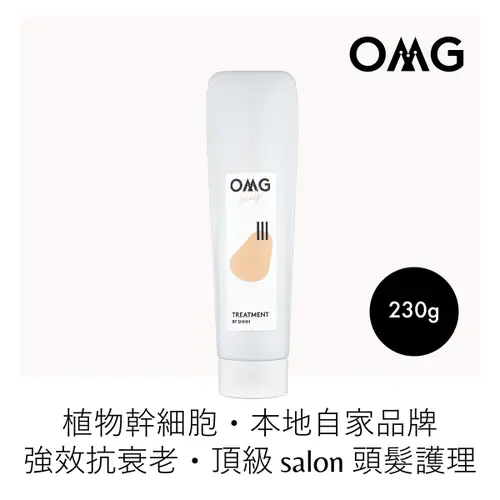 OMG
OMG
III
TREATMENT
BY SHHH
230g
植物幹細胞・本地自家品牌
強效抗衰老・頂級 salon 頭髮護理